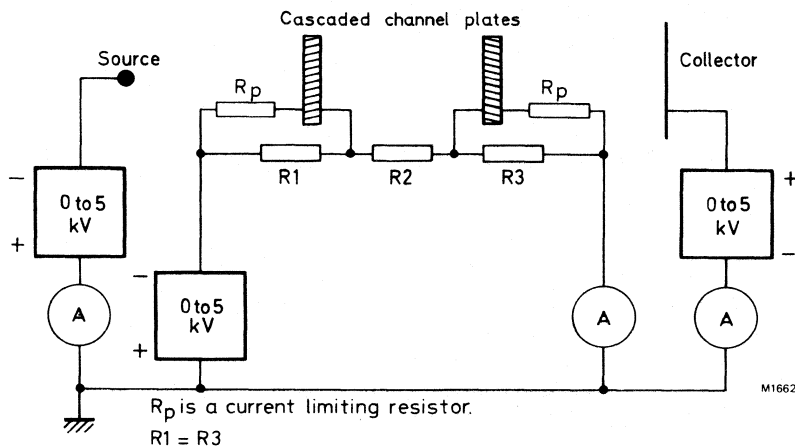 Cascaded channel plates
Source
Collector
Rp
Rp
R1
R2
R3
−
0 to 5
kV
+
A
−
0 to 5
kV
+
A
+
0 to 5
kV
−
A
M1662
Rp is a current limiting resistor.
R1 = R3